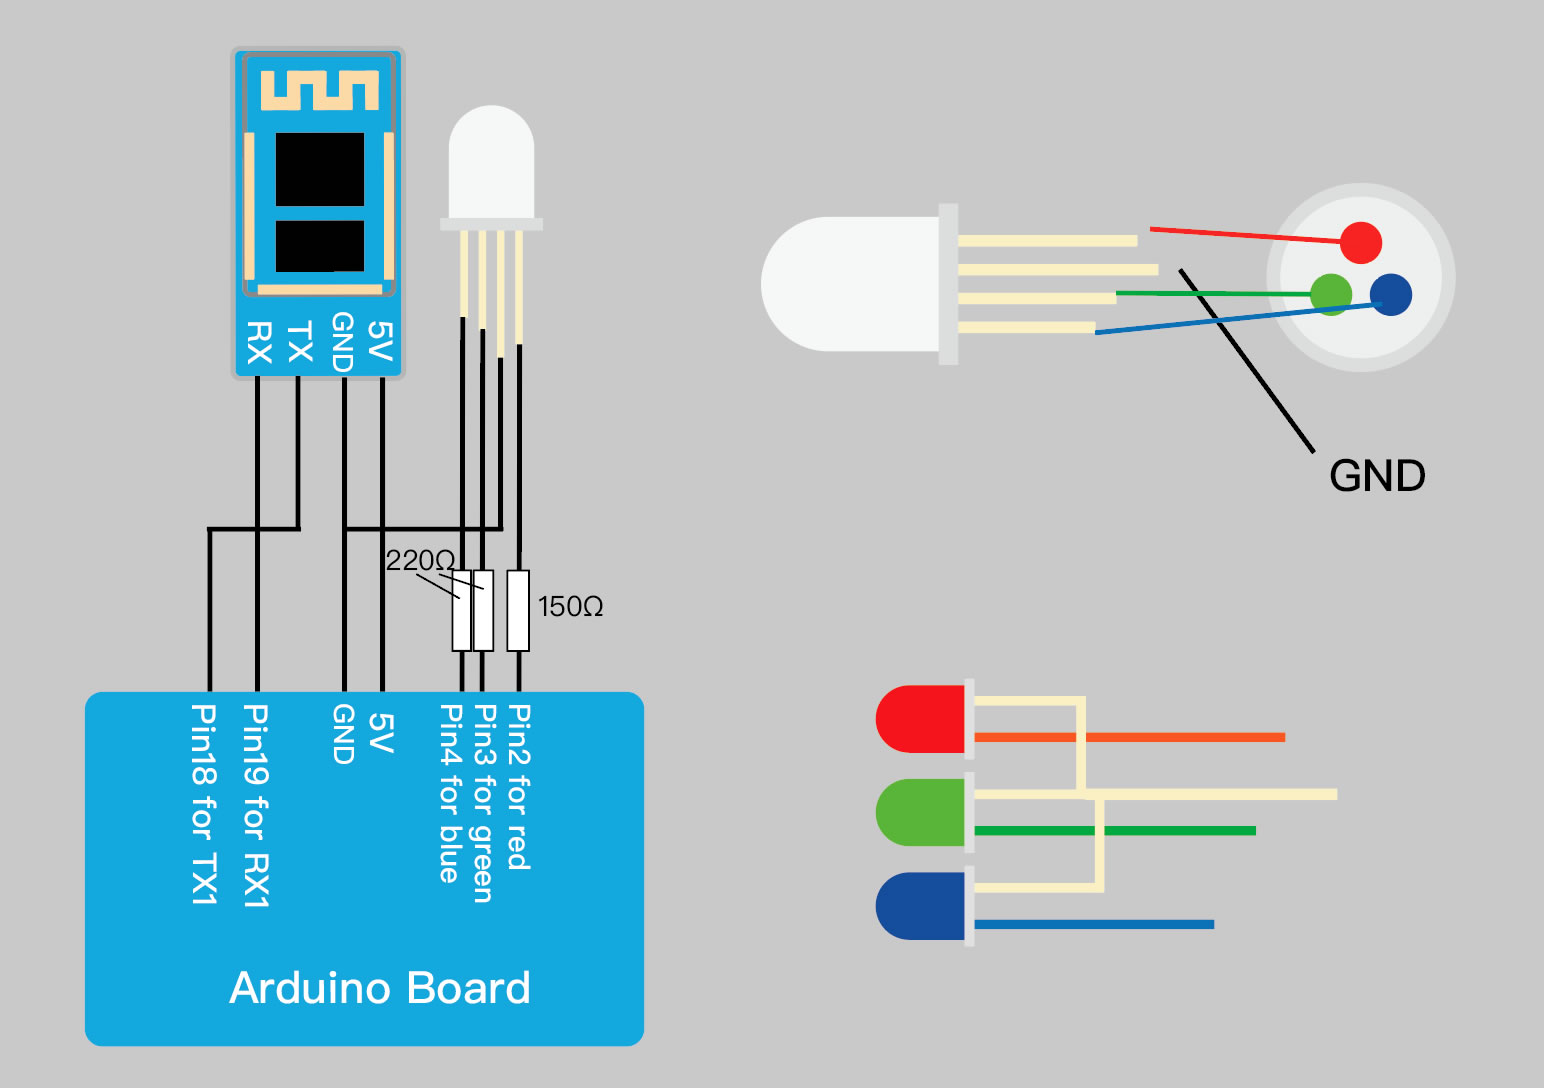 RX
TX
GND
5V
220Ω
150Ω
Pin18 for TX1
Pin19 for RX1
GND
5V
Pin4 for blue
Pin3 for green
Pin2 for red
Arduino Board
GND